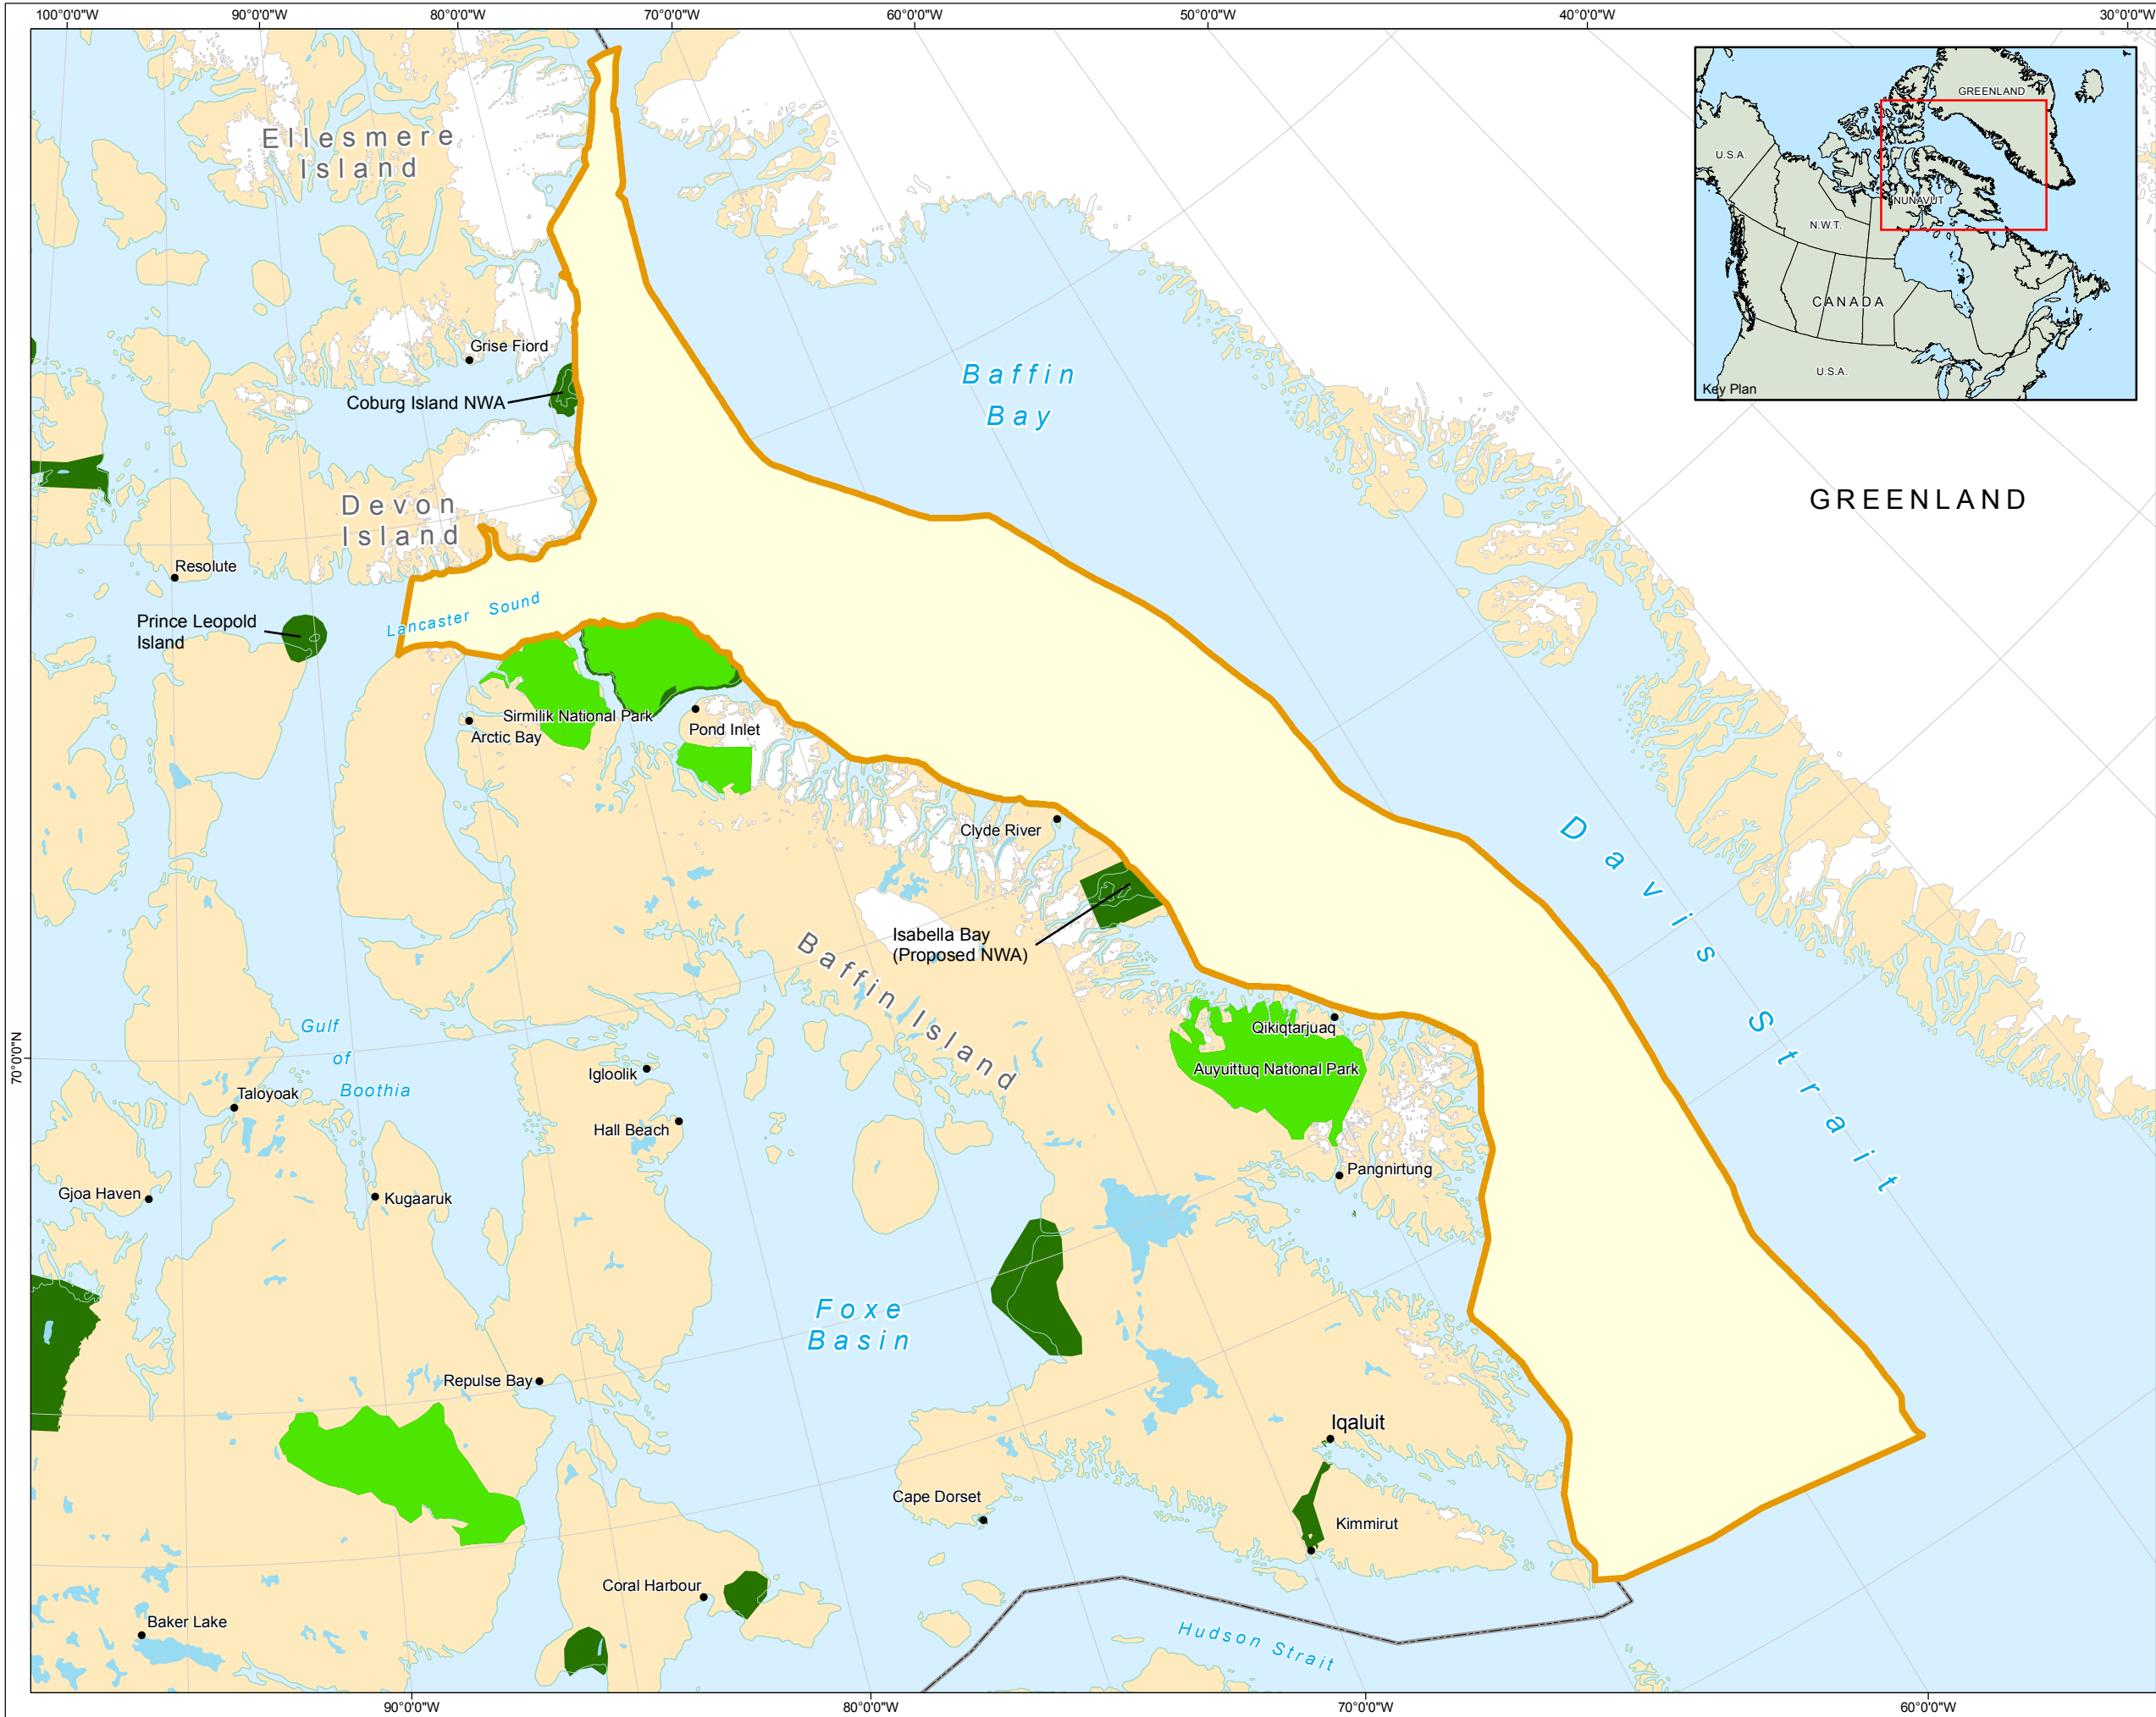 100°0'0"W
90°0'0"W
80°0'0"W
70°0'0"W
60°0'0"W
50°0'0"W
40°0'0"W
30°0'0"W
GREENLAND
U.S.A.
NUNAVUT
N.W.T.
CANADA
U.S.A.
Key Plan
Ellesmere
Island
Grise Fiord
Coburg Island NWA
Baffin
Bay
GREENLAND
Devon
Island
Resolute
Lancaster Sound
Prince Leopold
Island
Sirmilik National Park
Arctic Bay
Pond Inlet
Clyde River
Davis Strait
Isabella Bay
(Proposed NWA)
Baffin Island
Gulf
of
Boothia
Qikiqtarjuaq
Auyuittuq National Park
70°0'0"N
Igloolik
Taloyoak
Hall Beach
Pangnirtung
Gjoa Haven
Kugaaruk
Foxe
Basin
Repulse Bay
Iqaluit
Cape Dorset
Kimmirut
Coral Harbour
Baker Lake
Hudson Strait
90°0'0"W
80°0'0"W
70°0'0"W
60°0'0"W